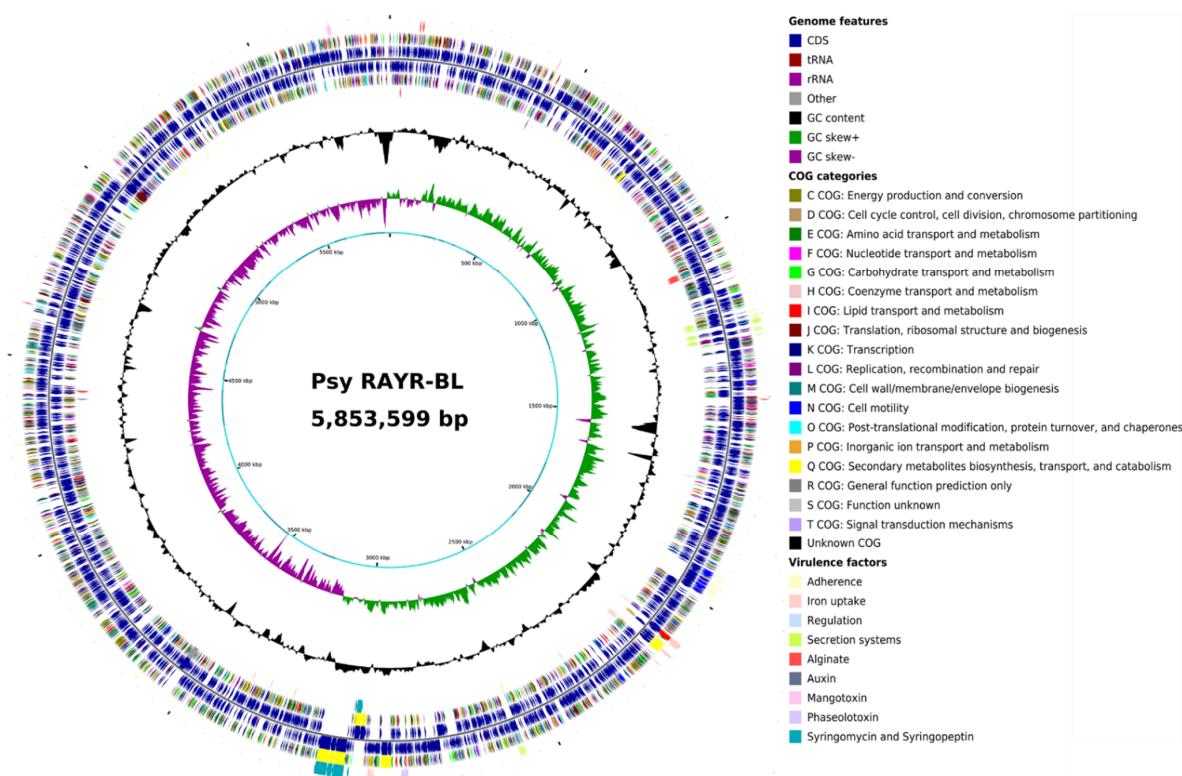 Psy RAYR-BL
5,853,599 bp
500 kbp
1000 kbp
1500 kbp
2000 kbp
2500 kbp
3000 kbp
3500 kbp
4000 kbp
4500 kbp
5000 kbp
5500 kbp
Genome features
CDS
tRNA
rRNA
Other
GC content
GC skew+
GC skew-
COG categories
C COG: Energy production and conversion
D COG: Cell cycle control, cell division, chromosome partitioning
E COG: Amino acid transport and metabolism
F COG: Nucleotide transport and metabolism
G COG: Carbohydrate transport and metabolism
H COG: Coenzyme transport and metabolism
I COG: Lipid transport and metabolism
J COG: Translation, ribosomal structure and biogenesis
K COG: Transcription
L COG: Replication, recombination and repair
M COG: Cell wall/membrane/envelope biogenesis
N COG: Cell motility
O COG: Post-translational modification, protein turnover, and chaperones
P COG: Inorganic ion transport and metabolism
Q COG: Secondary metabolites biosynthesis, transport, and catabolism
R COG: General function prediction only
S COG: Function unknown
T COG: Signal transduction mechanisms
Unknown COG
Virulence factors
Adherence
Iron uptake
Regulation
Secretion systems
Alginate
Auxin
Mangotoxin
Phaseolotoxin
Syringomycin and Syringopeptin